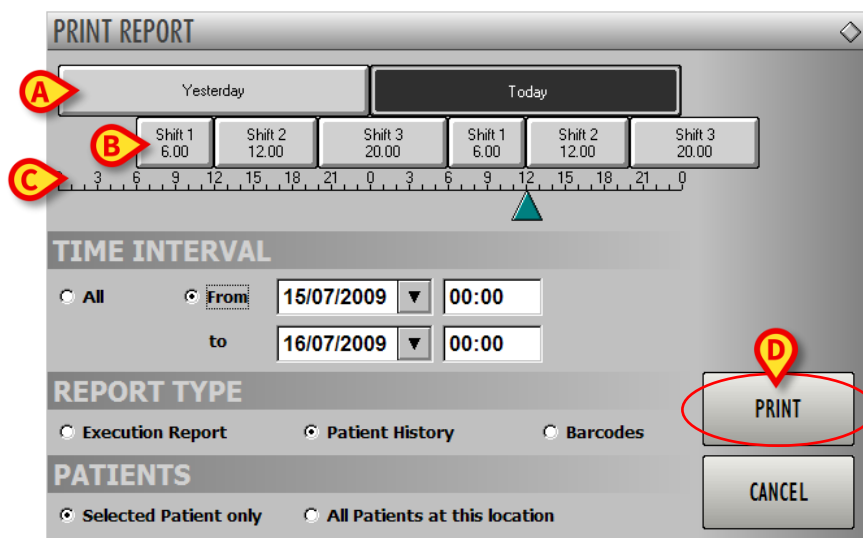 PRINT REPORT
A
Yesterday Today
B
Shift 1 Shift 2 Shift 3 Shift 1 Shift 2 Shift 3
6.00 12.00 20.00 6.00 12.00 20.00
C
3 6 9 12 15 18 21 0 3 6 9 12 15 18 21 0
TIME INTERVAL
All From 15/07/2009 00:00
to 16/07/2009 00:00
D
REPORT TYPE
PRINT
Execution Report Patient History Barcodes
PATIENTS
CANCEL
Selected Patient only All Patients at this location